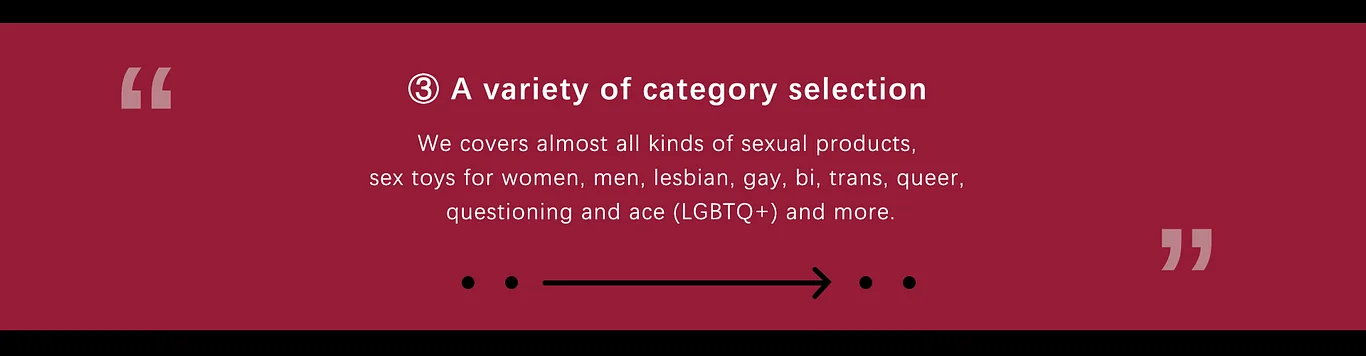 ③ A variety of category selection
We covers almost all kinds of sexual products,
sex toys for women, men, lesbian, gay, bi, trans, queer,
questioning and ace (LGBTQ+) and more.